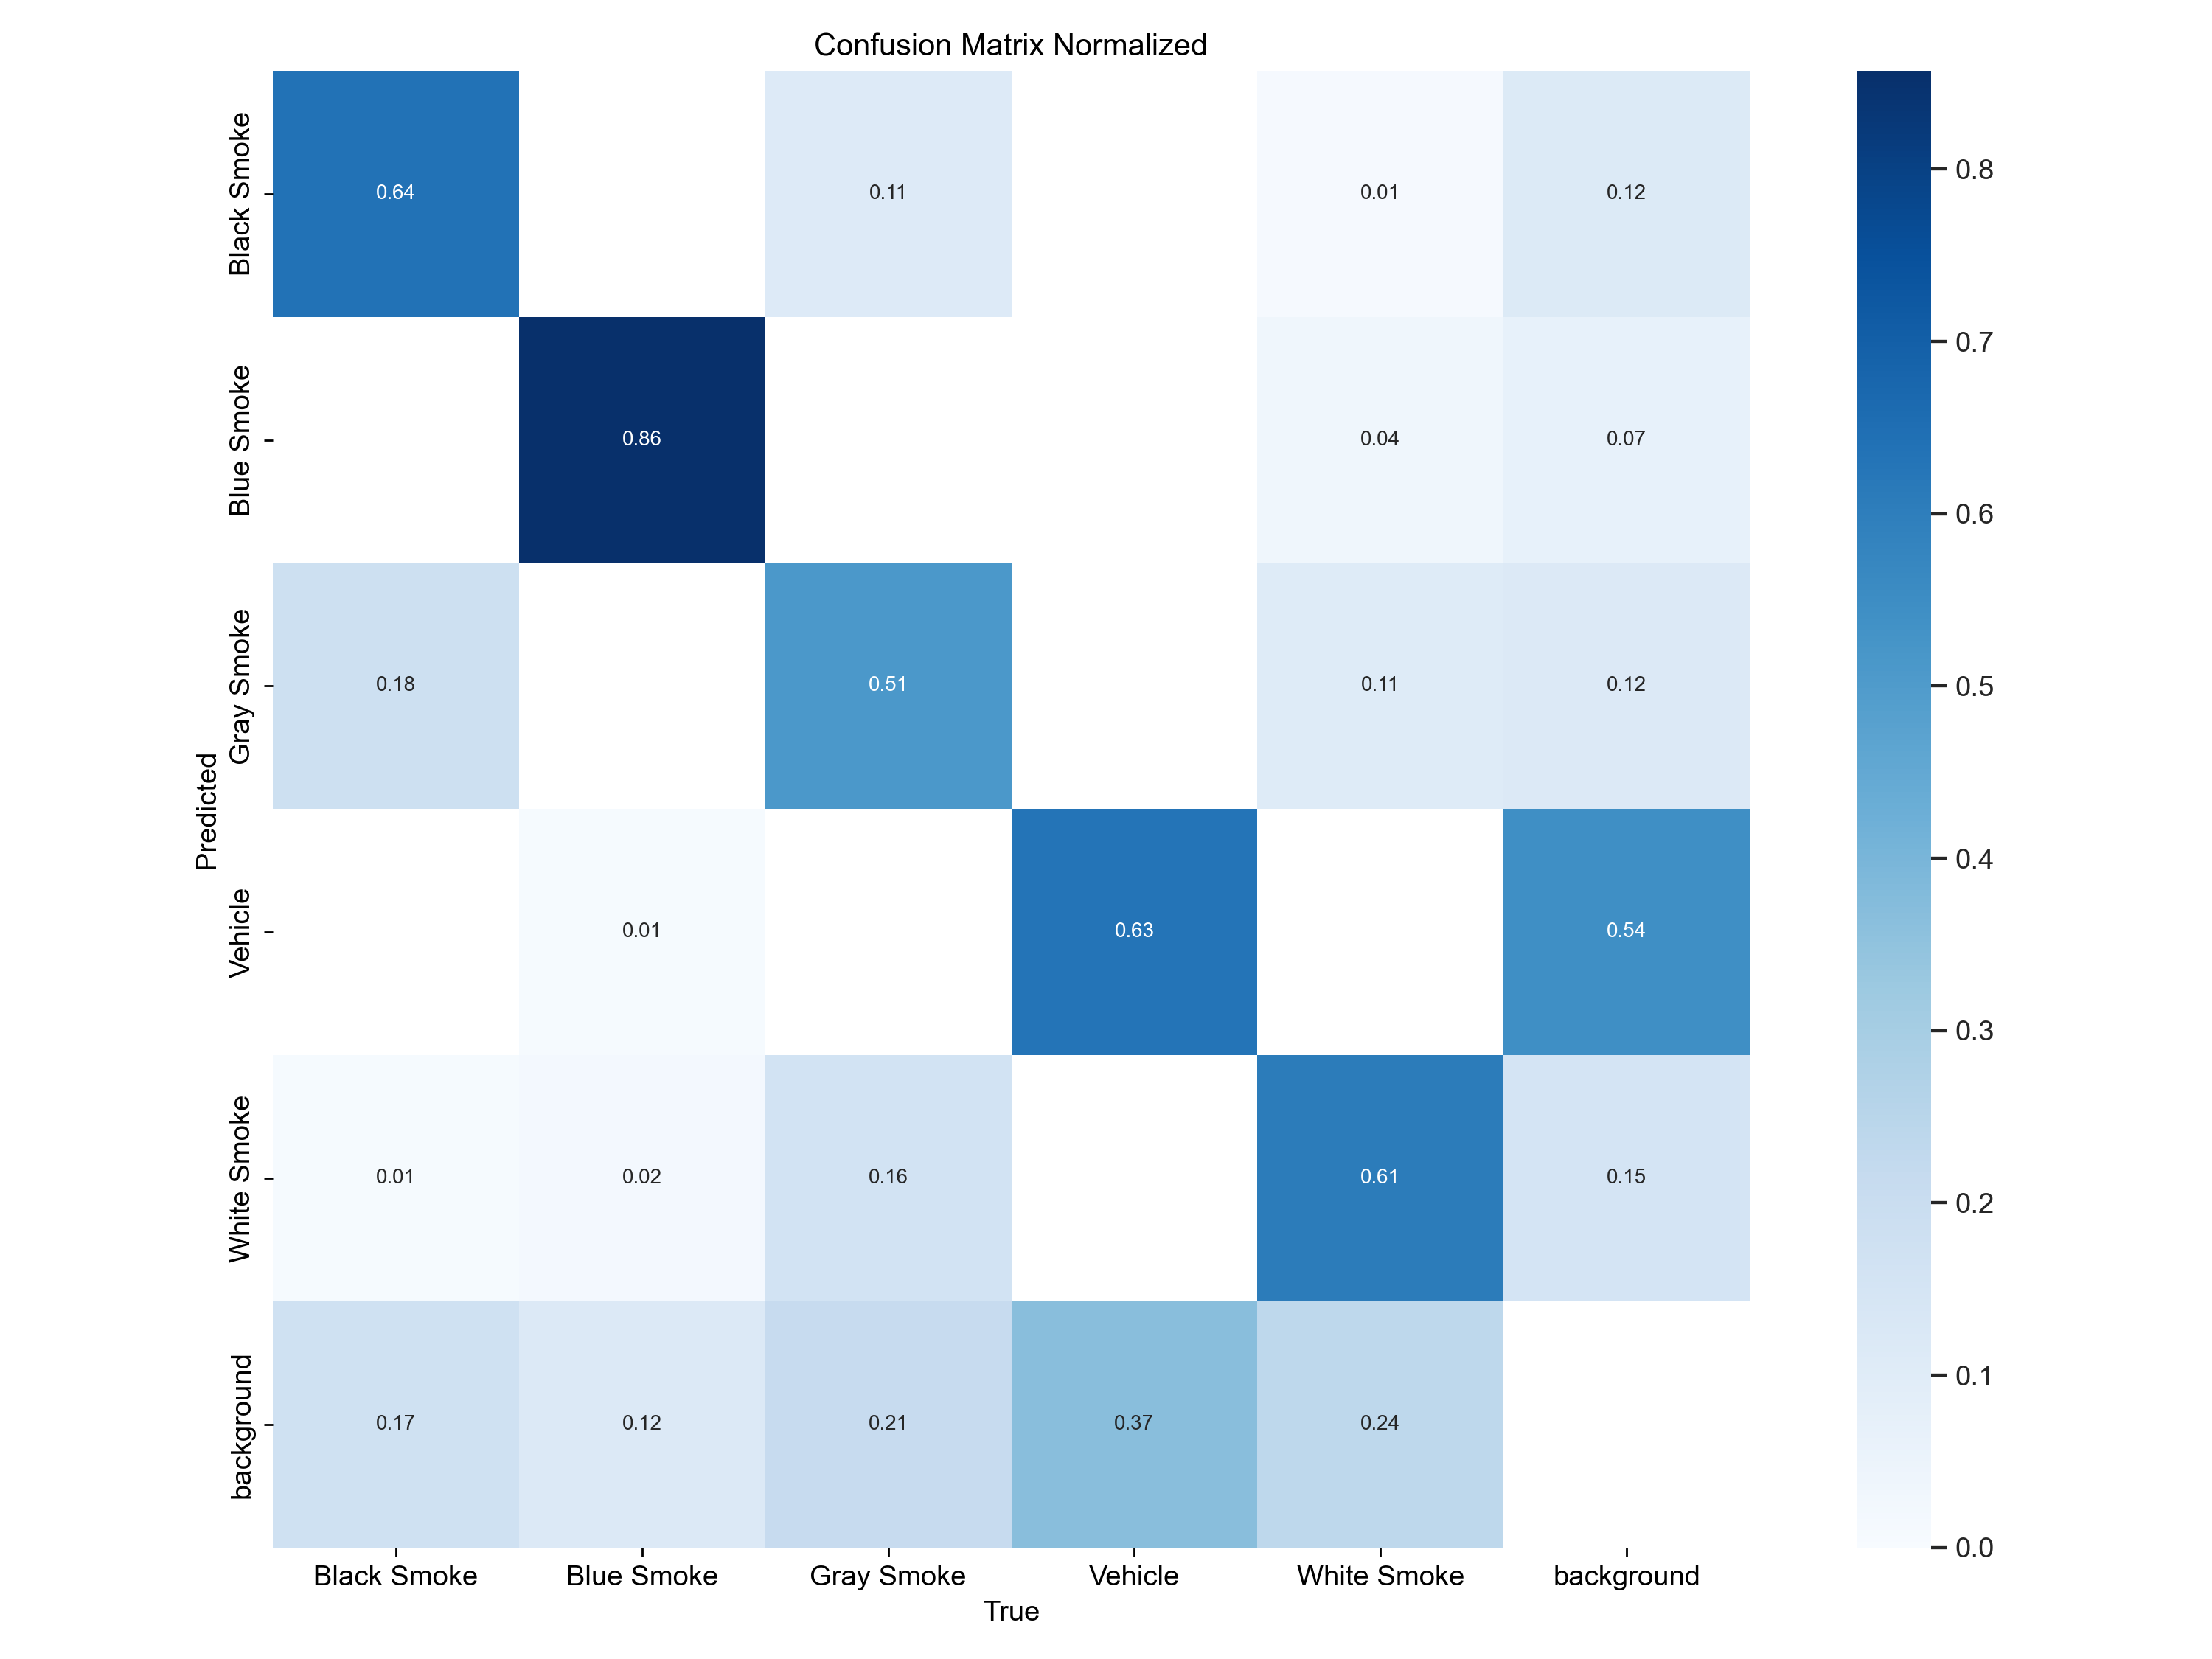 Confusion Matrix Normalized
Black Smoke 0.64 0.11 0.01 0.12
Blue Smoke 0.86 0.04 0.07
Gray Smoke 0.18 0.51 0.11 0.12
Vehicle 0.01 0.63 0.54
White Smoke 0.01 0.02 0.16 0.61 0.15
background 0.17 0.12 0.21 0.37 0.24
Predicted
Black Smoke Blue Smoke Gray Smoke Vehicle White Smoke background
True
0.8
0.7
0.6
0.5
0.4
0.3
0.2
0.1
0.0